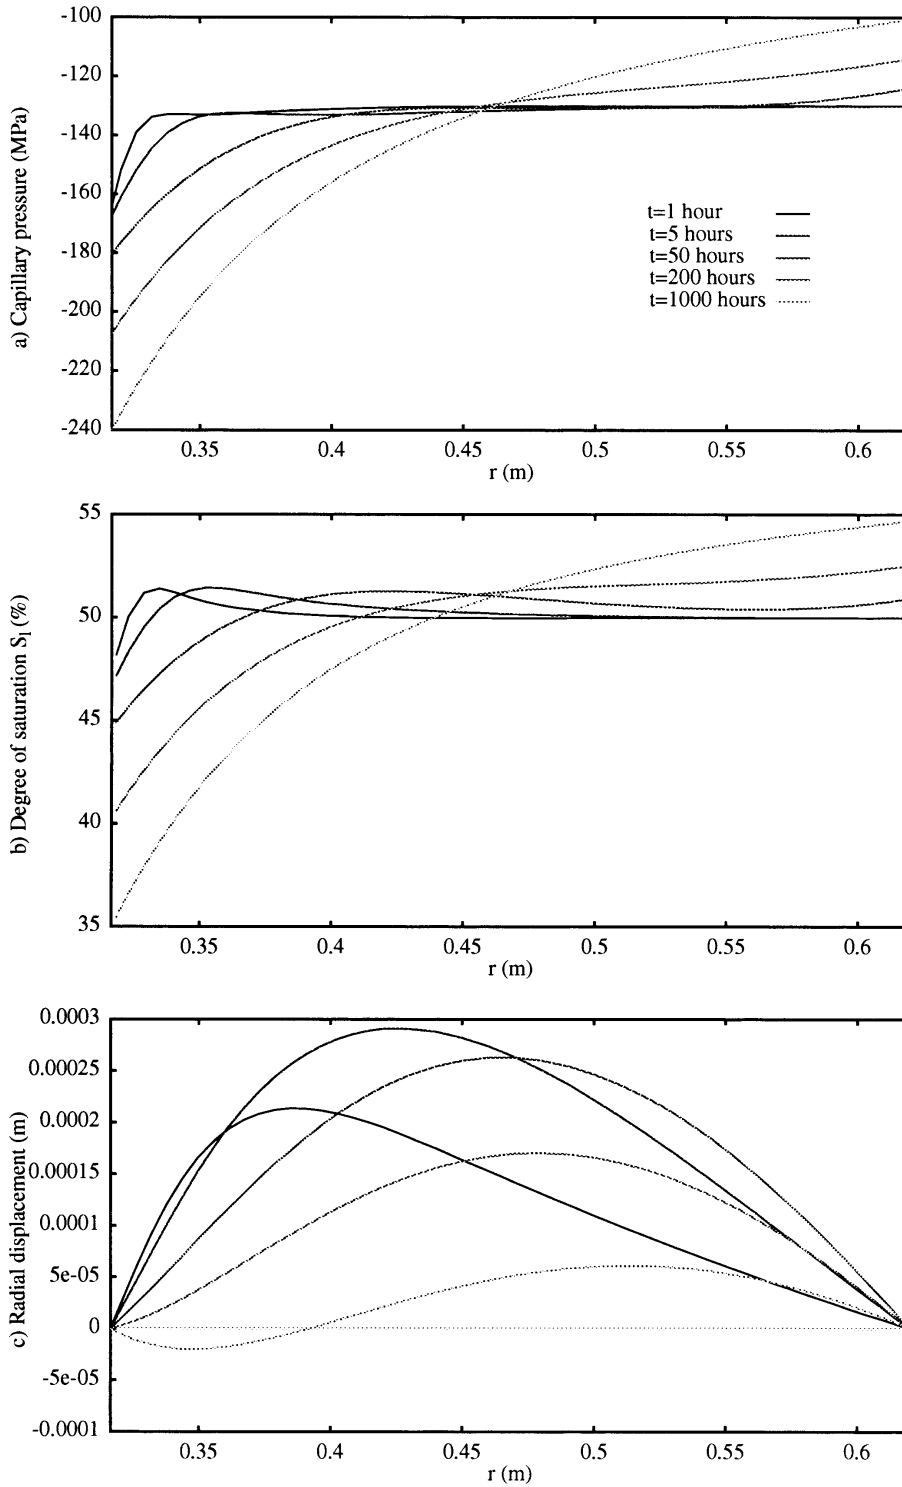 -100
-120
-140
-160
-180
-200
-220
-240
a) Capillary pressure (MPa)
t=1 hour
t=5 hours
t=50 hours
t=200 hours
t=1000 hours
0.35 0.4 0.45 0.5 0.55 0.6
r (m)
55
50
45
40
35
b) Degree of saturation Sl (%)
0.35 0.4 0.45 0.5 0.55 0.6
r (m)
0.0003
0.00025
0.0002
0.00015
0.0001
5e-05
0
-5e-05
-0.0001
c) Radial displacement (m)
0.35 0.4 0.45 0.5 0.55 0.6
r (m)